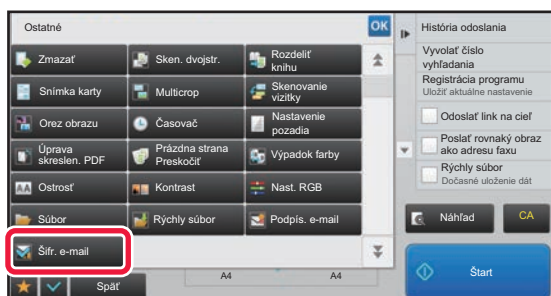 Ostatné
OK
Zmazať
Sken. dvojstr.
Rozdeliť
knihu
Snímka karty
Multicrop
Skenovanie
vizitky
Orez obrazu
Časovač
Nastavenie
pozadia
Úprava
skreslen. PDF
Prázdna strana
Preskočiť
Výpadok farby
Ostrosť
Kontrast
Nast. RGB
Súbor
Rýchly súbor
Podpis. e-mail
Šifr. e-mail
Späť
A4
A4
História odoslania
Vyvolať číslo
vyhľadania
Registrácia programu
Uložiť aktuálne nastavenie
Odoslať link na cieľ
Poslať rovnaký obraz
ako adresu faxu
Rýchly súbor
Dočasné uloženie dát
Náhľad
CA
Štart